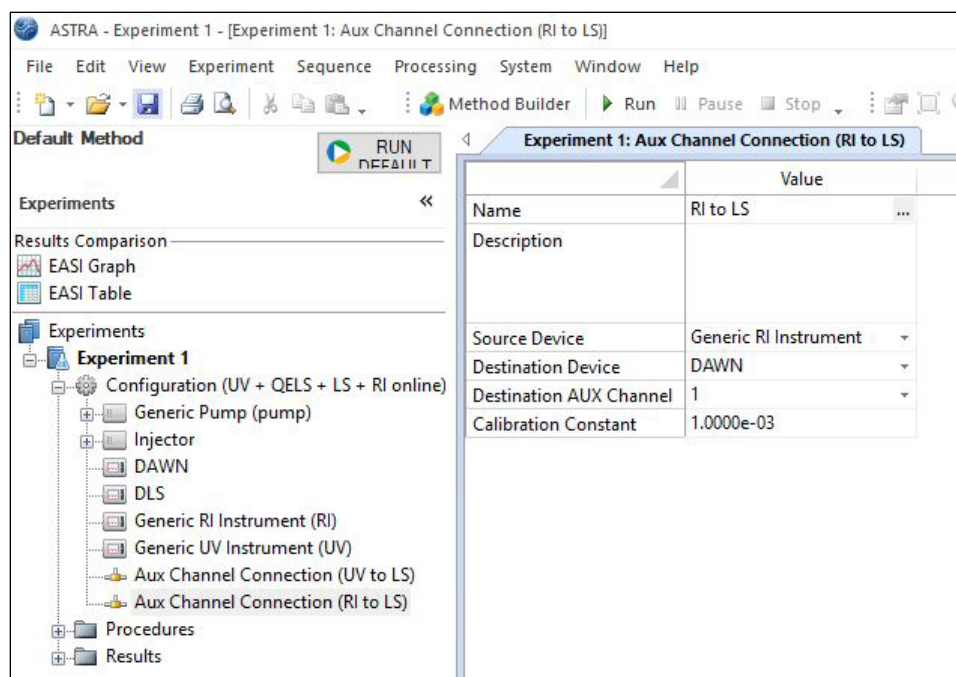 ASTRA - Experiment 1 - [Experiment 1: Aux Channel Connection (RI to LS)]
File Edit View Experiment Sequence Processing System Window Help
Method Builder Run Pause Stop
Default Method
RUN
DEFAULT
Experiments
Results Comparison
EASI Graph
EASI Table
Experiments
Experiment 1
Configuration (UV + QELS + LS + RI online)
Generic Pump (pump)
Injector
DAWN
DLS
Generic RI Instrument (RI)
Generic UV Instrument (UV)
Aux Channel Connection (UV to LS)
Aux Channel Connection (RI to LS)
Procedures
Results
Experiment 1: Aux Channel Connection (RI to LS)
Value
Name RI to LS ...
Description
Source Device Generic RI Instrument
Destination Device DAWN
Destination AUX Channel 1
Calibration Constant 1.0000e-03